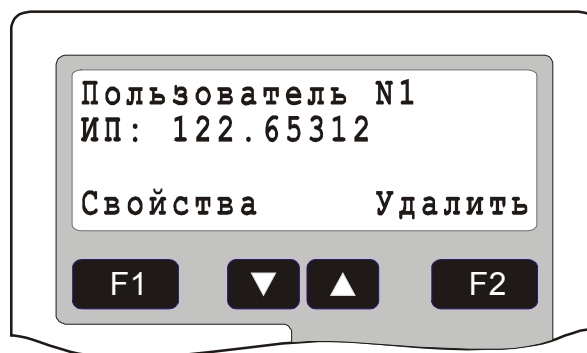 Пользователь N1
ИП: 122.65312
Свойства Удалить
F1 ▼ ▲ F2